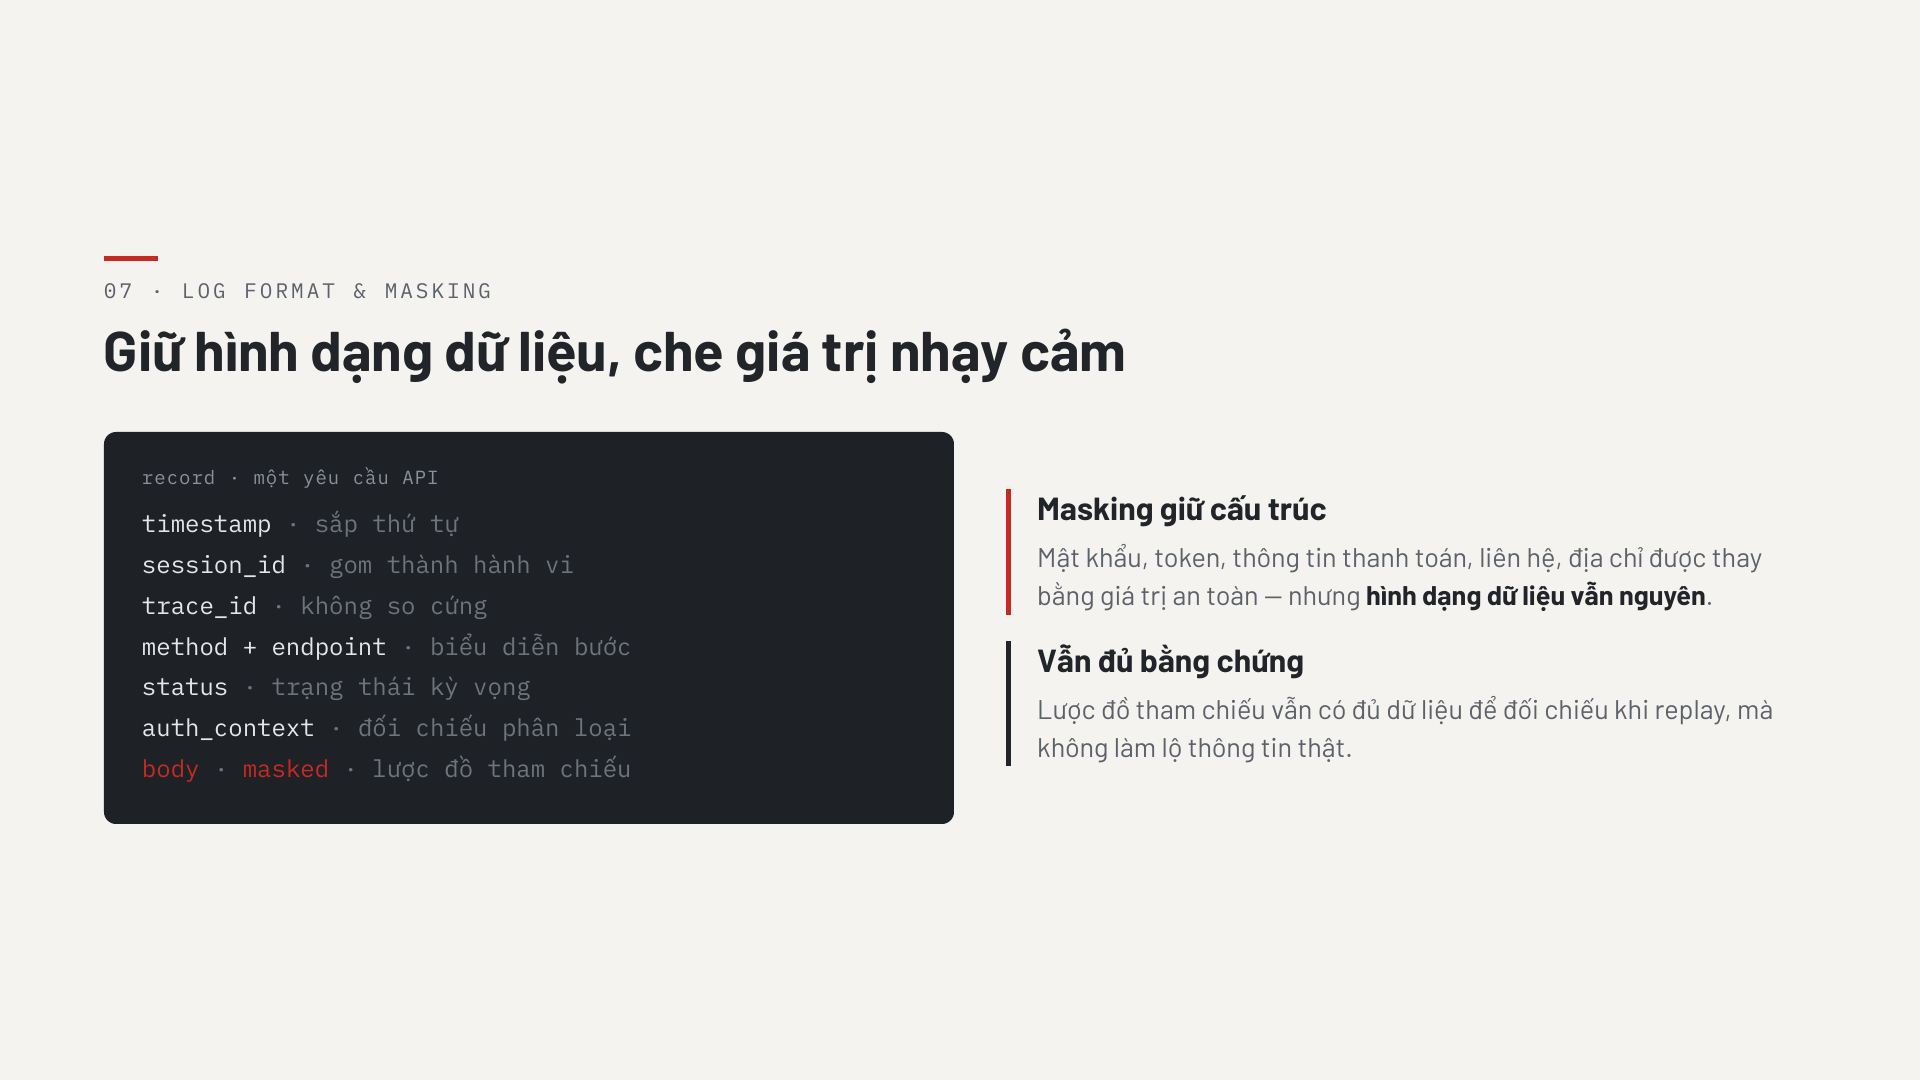 07 · LOG FORMAT & MASKING
Giữ hình dạng dữ liệu, che giá trị nhạy cảm
record · một yêu cầu API
timestamp · sắp thứ tự
session_id · gom thành hành vi
trace_id · không so cứng
method + endpoint · biểu diễn bước
status · trạng thái kỳ vọng
auth_context · đối chiếu phân loại
body · masked · lược đồ tham chiếu
Masking giữ cấu trúc
Mật khẩu, token, thông tin thanh toán, liên hệ, địa chỉ được thay
bằng giá trị an toàn — nhưng hình dạng dữ liệu vẫn nguyên.
Vẫn đủ bằng chứng
Lược đồ tham chiếu vẫn có đủ dữ liệu để đối chiếu khi replay, mà
không làm lộ thông tin thật.